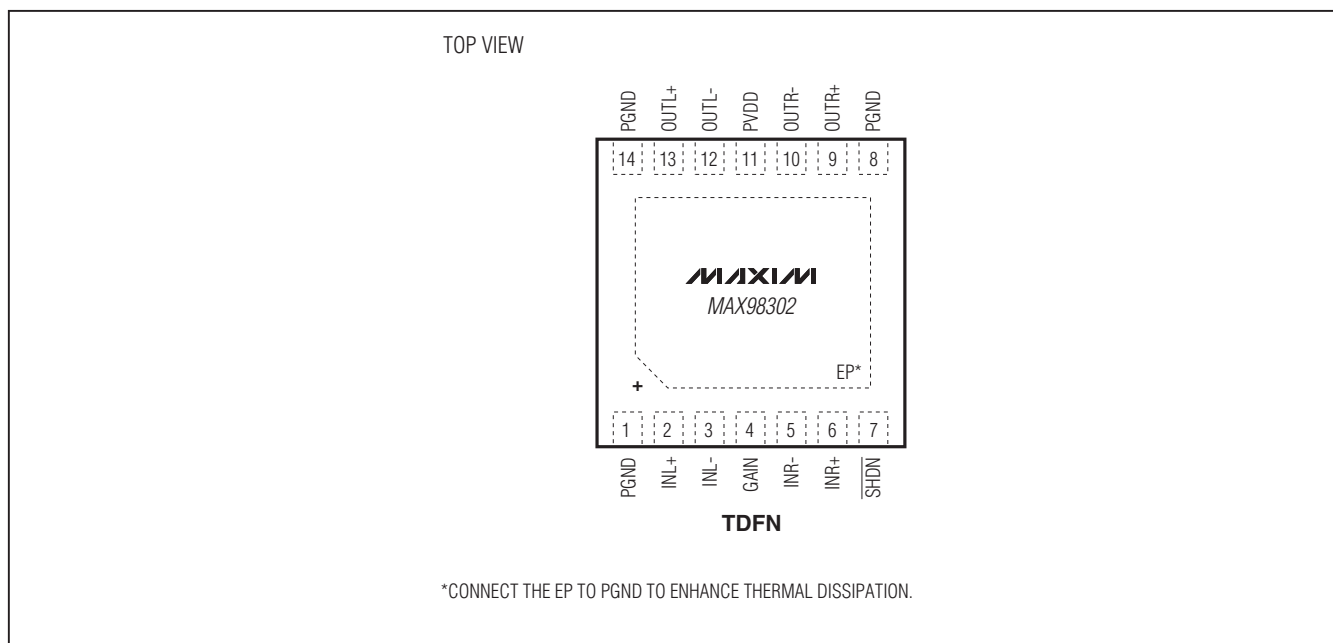 TOP VIEW
PGND OUTL+ OUTL- PVDD OUTR- OUTR+ PGND
14 13 12 11 10 9 8
MAXIM
MAX98302
EP*
+
1 2 3 4 5 6 7
PGND INL+ INL- GAIN INR- INR+ SHDN
TDFN
*CONNECT THE EP TO PGND TO ENHANCE THERMAL DISSIPATION.